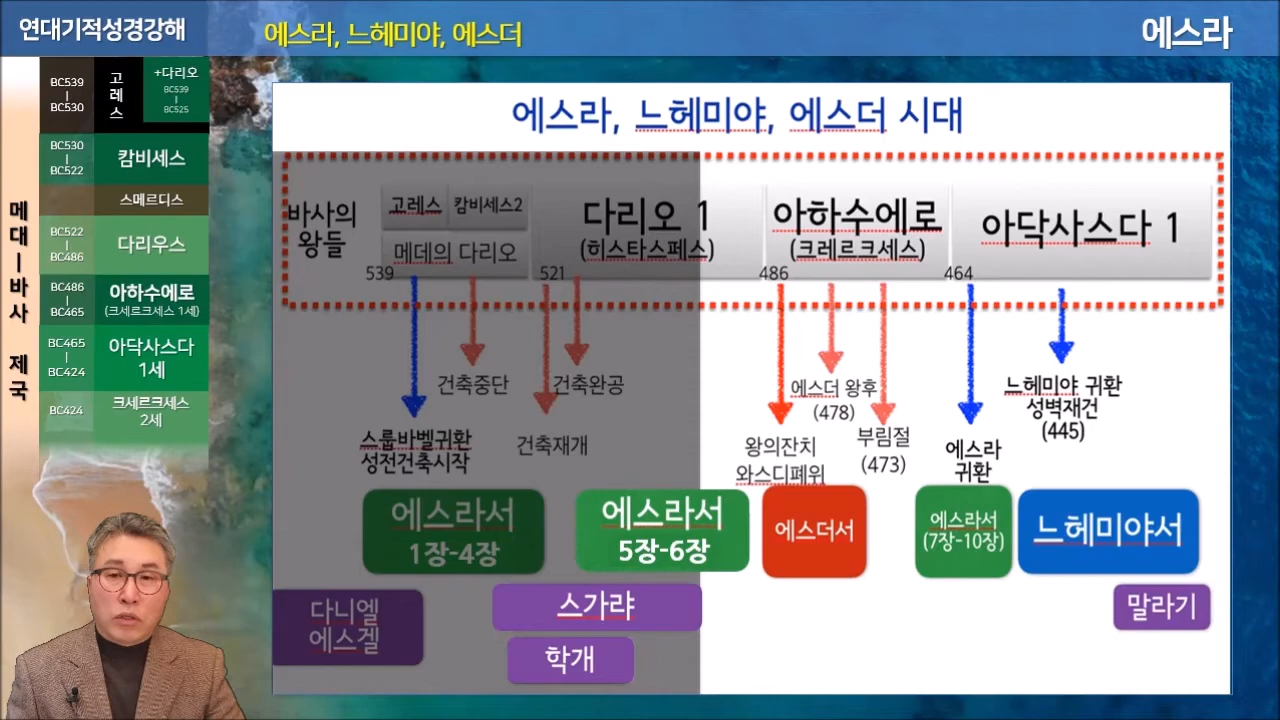 연대기적성경강해
에스라, 느헤미야, 에스더
에스라
메대-바사 제국
BC539
|
BC530
고레스
+다리오
BC539
|
BC525
BC530
|
BC522
캄비세스
스메르디스
BC522
|
BC486
다리우스
BC486
|
BC465
아하수에로
(크세르크세스 1세)
BC465
|
BC424
아닥사스다
1세
BC424
크세르크세스
2세
에스라, 느헤미야, 에스더 시대
바사의
왕들
고레스
캄비세스2
메데의 다리오
다리오 1
(히스타스페스)
아하수에로
(크레르크세스)
아닥사스다 1
539
521
486
464
건축중단
건축완공
스룹바벨귀환
성전건축시작
건축재개
에스더 왕후
(478)
왕의잔치
와스디폐위
부림절
(473)
에스라
귀환
느헤미야 귀환
성벽재건
(445)
에스라서
1장-4장
에스라서
5장-6장
에스더서
에스라서
(7장-10장)
느헤미야서
다니엘
에스겔
스가랴
학개
말라기